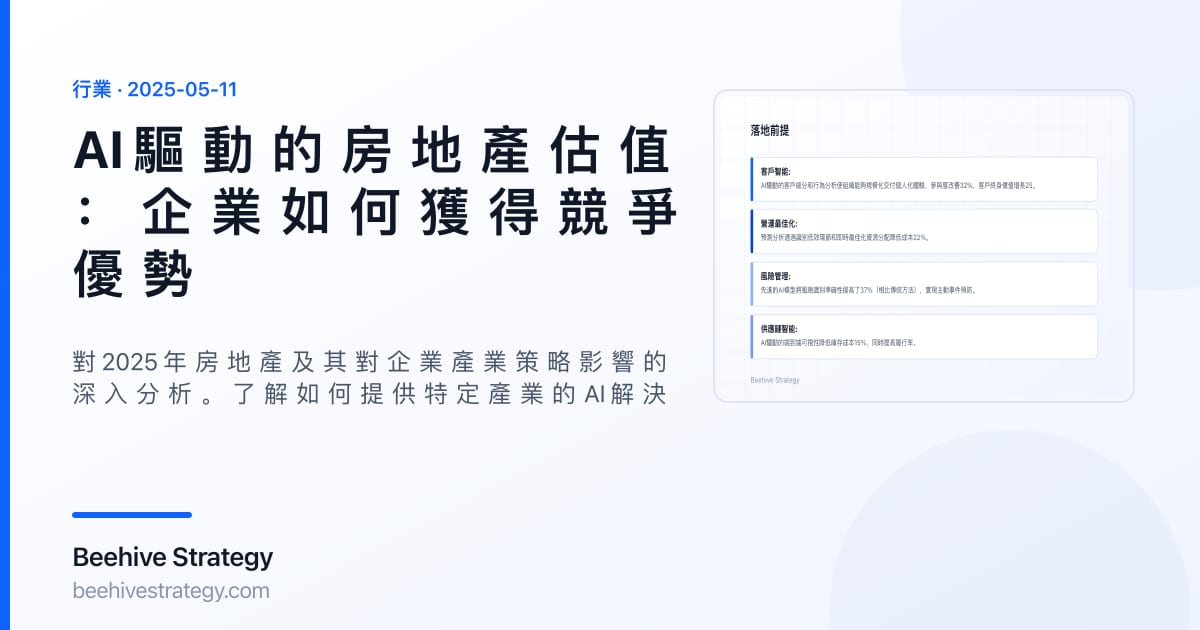 行業 · 2025-05-11
AI驅動的房地產估值
：企業如何獲得競爭
優勢
對2025年房地產及其對企業產業策略影響的
深入分析。了解如何提供特定產業的AI解決
Beehive Strategy
beehivestrategy.com
落地前提
客戶智能:
AI驅動的客戶細分和行為分析使組織能夠規模化交付個人化體驗，參與度改善32%，客戶終身價值增長25。
營運最佳化:
預測分析通過識別低效環節和即時最佳化資源分配降低成本22%。
風險管理:
先進的AI模型將風險識別準確性提高了37%（相比傳統方法），實現主動事件預防。
供應鏈智能:
AI驅動的端到端可視性降低庫存成本15%，同時提高履行率。
Beehive Strategy